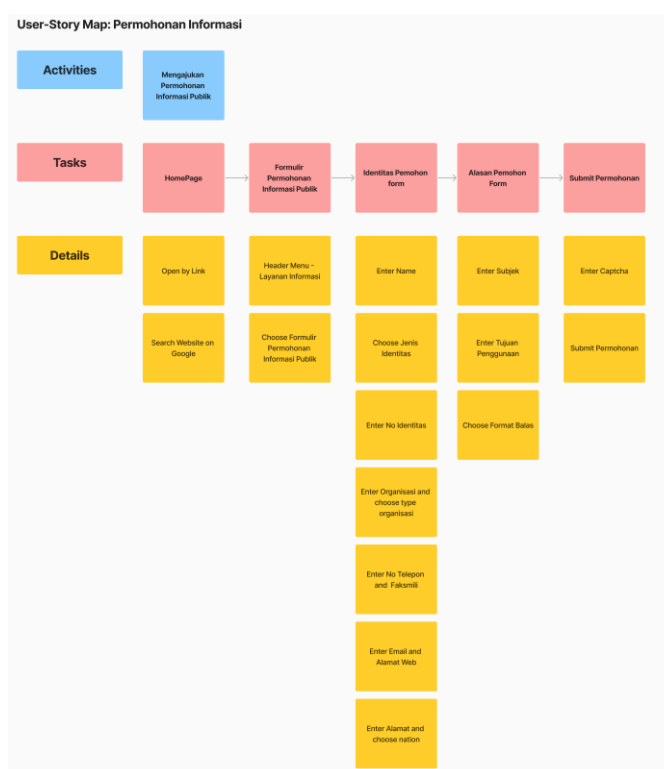 User-Story Map: Permohonan Informasi
Activities
Mengajukan
Permohonan
Informasi Publik
Tasks
HomePage
Formulir
Permohonan
Informasi Publik
Identitas Pemohon
form
Alasan Pemohon
Form
Submit Permohonan
Details
Open by Link
Header Menu -
Layanan Informasi
Enter Name
Enter Subjek
Enter Captcha
Search Website on
Google
Choose Formulir
Permohonan
Informasi Publik
Choose Jenis
Identitas
Enter Tujuan
Penggunaan
Submit Permohonan
Enter No Identitas
Choose Format Balas
Enter Organisasi and
choose type
organisasi
Enter No Telepon
and Faksmili
Enter Email and
Alamat Web
Enter Alamat and
choose nation